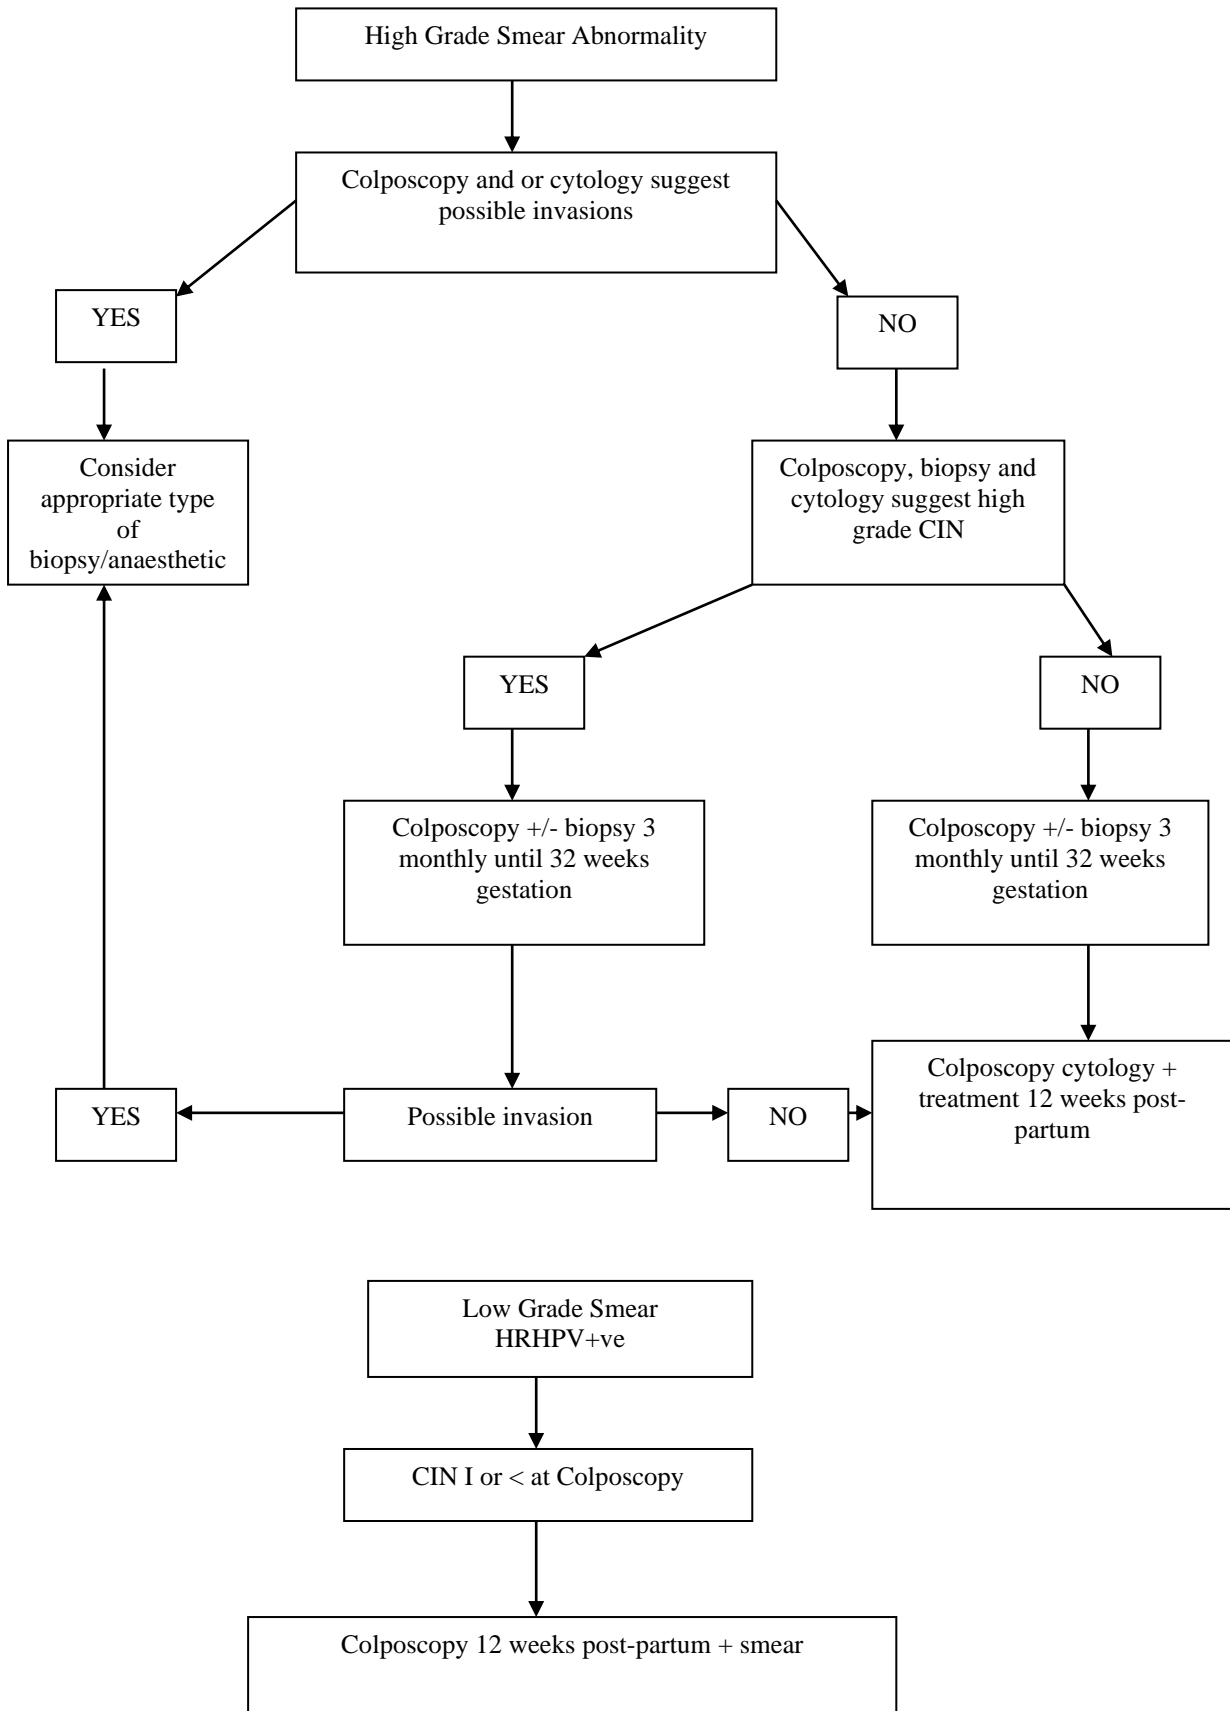 High Grade Smear Abnormality
Colposcopy and or cytology suggest
possible invasions
YES
NO
Consider
appropriate type
of
biopsy/anaesthetic
Colposcopy, biopsy and
cytology suggest high
grade CIN
YES
NO
Colposcopy +/- biopsy 3
monthly until 32 weeks
gestation
Colposcopy +/- biopsy 3
monthly until 32 weeks
gestation
YES
Possible invasion
NO
Colposcopy cytology +
treatment 12 weeks post-
partum
Low Grade Smear
HRHPV+ve
CIN I or < at Colposcopy
Colposcopy 12 weeks post-partum + smear